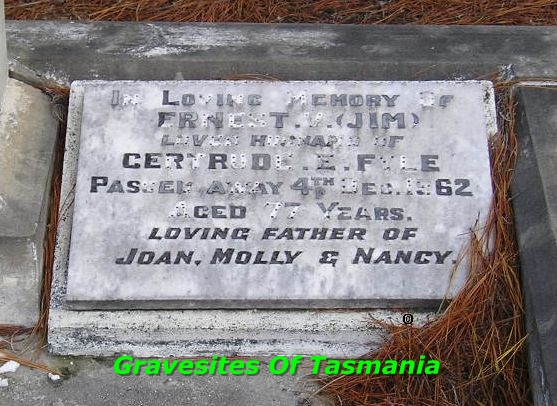 In Loving Memory Of
Ernest. V. (Jim)
Loved Husband of
Gertrude E. Fyle
Passed Away 4th Dec. 1962
Aged 77 Years.
Loving Father of
Joan, Molly & Nancy.
@
Gravesites Of Tasmania